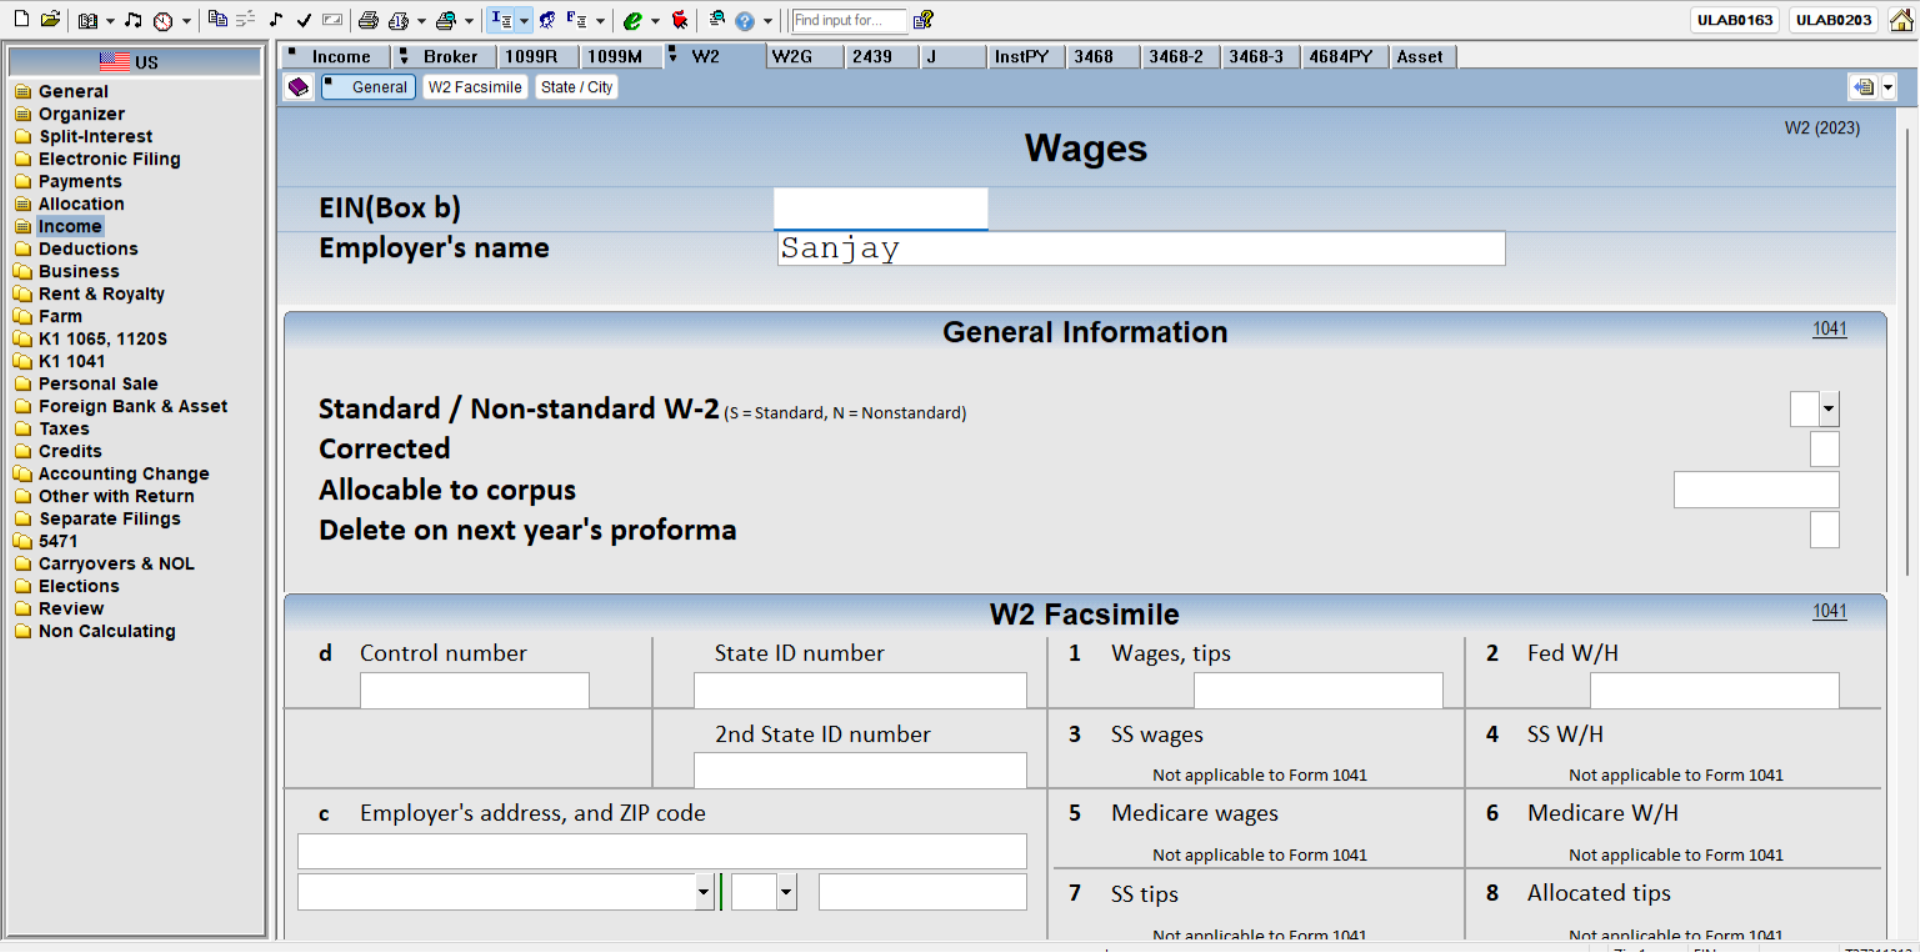 Find input for...
ULAB0163
ULAB0203
US
General
Organizer
Split-Interest
Electronic Filing
Payments
Allocation
Income
Deductions
Business
Rent & Royalty
Farm
K1 1065, 1120S
K1 1041
Personal Sale
Foreign Bank & Asset
Taxes
Credits
Accounting Change
Other with Return
Separate Filings
5471
Carryovers & NOL
Elections
Review
Non Calculating
Income Broker 1099R 1099M W2 W2G 2439 J InstPY 3468 3468-2 3468-3 4684PY Asset
General W2 Facsimile State / City
W2 (2023)
Wages
EIN(Box b)
Employer's name Sanjay
General Information 1041
Standard / Non-standard W-2 (S = Standard, N = Nonstandard)
Corrected
Allocable to corpus
Delete on next year's proforma
W2 Facsimile 1041
d Control number State ID number 1 Wages, tips 2 Fed W/H
2nd State ID number 3 SS wages 4 SS W/H
Not applicable to Form 1041 Not applicable to Form 1041
c Employer's address, and ZIP code 5 Medicare wages 6 Medicare W/H
Not applicable to Form 1041 Not applicable to Form 1041
7 SS tips 8 Allocated tips
Not applicable to Form 1041 Not applicable to Form 1041